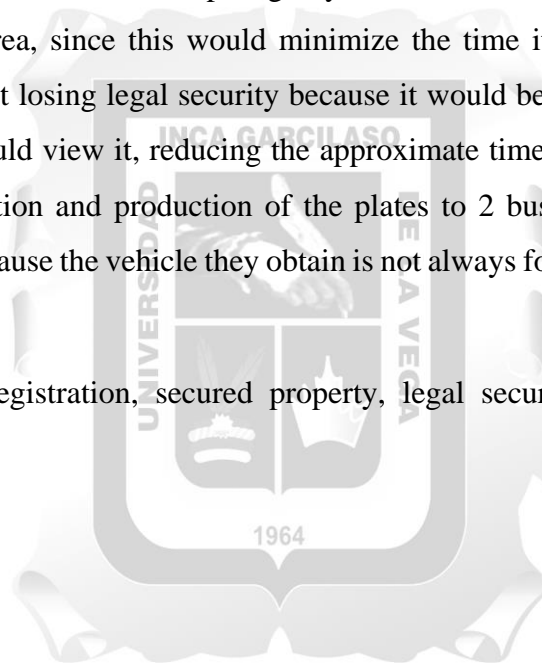 rea, since this would minimize the time i
t losing legal security because it would be
uld view it, reducing the approximate time
tion and production of the plates to 2 bus
ause the vehicle they obtain is not always fo
egistration, secured property, legal secur
INCA GARCILASO
UNIVERSIDAD
DE LA VEGA
1964